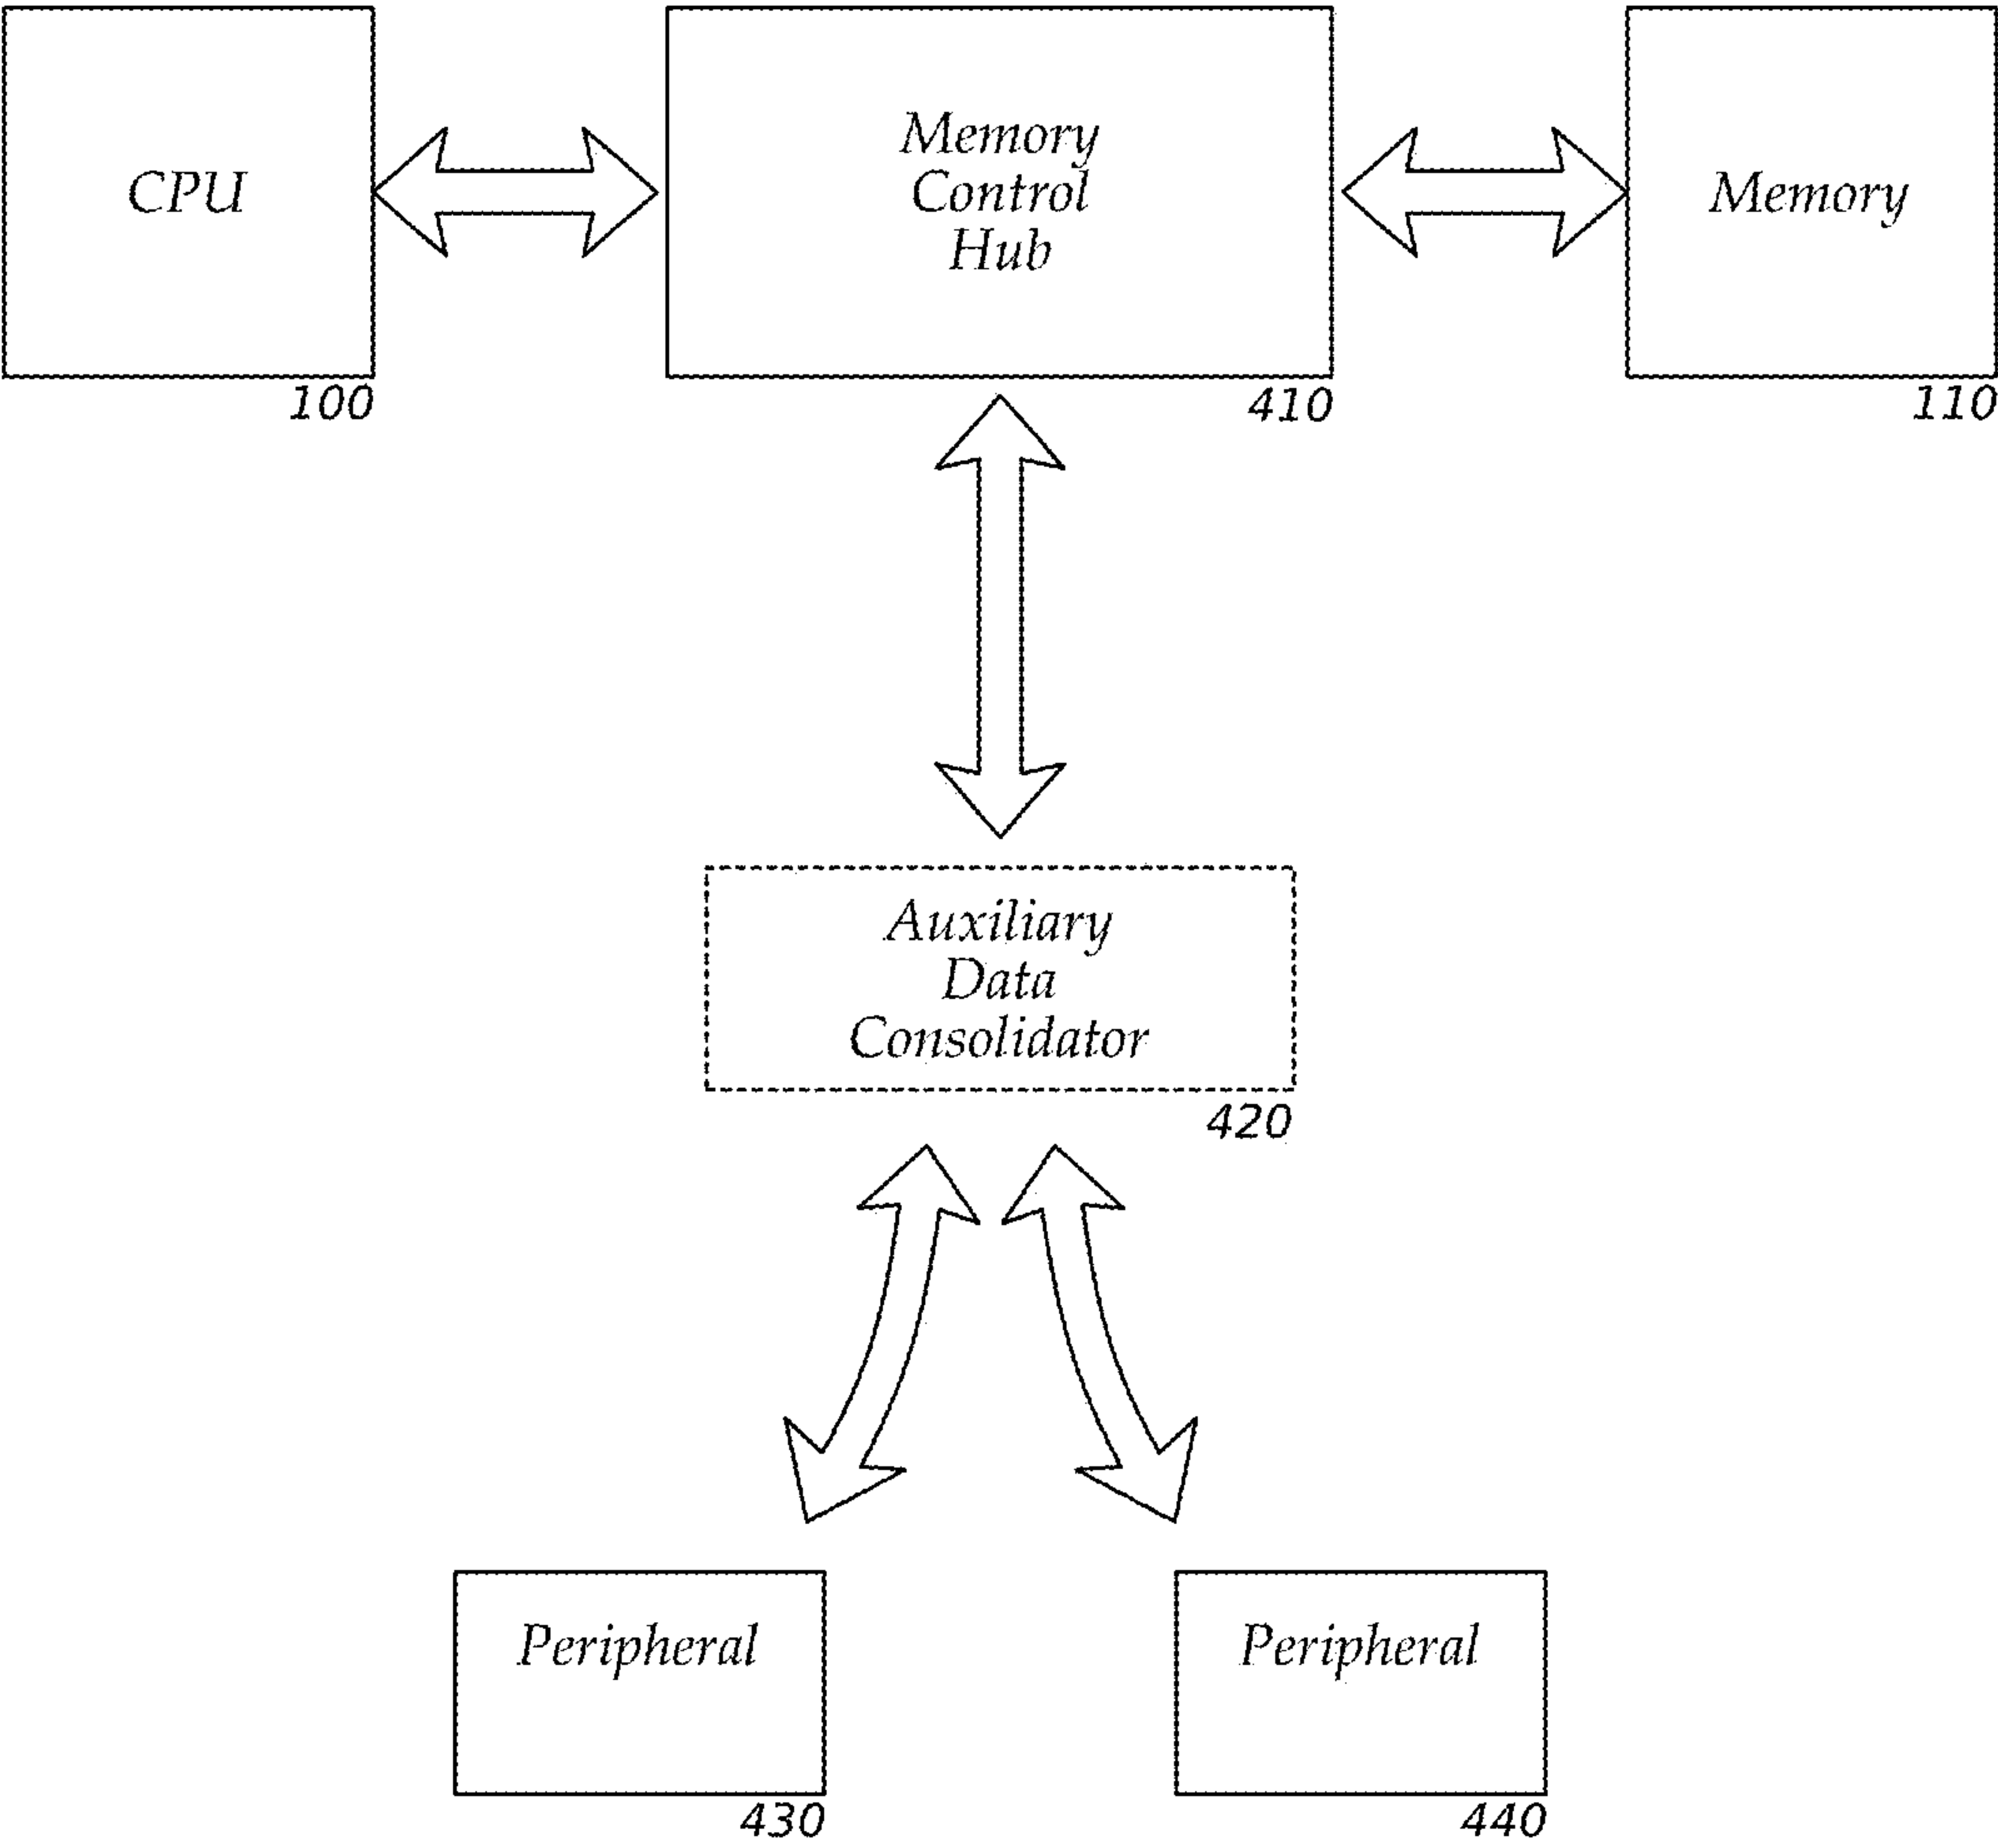 CPU
Memory
Control
Hub
Memory
100
410
110
Auxiliary
Data
Consolidator
420
Peripheral
Peripheral
430
440